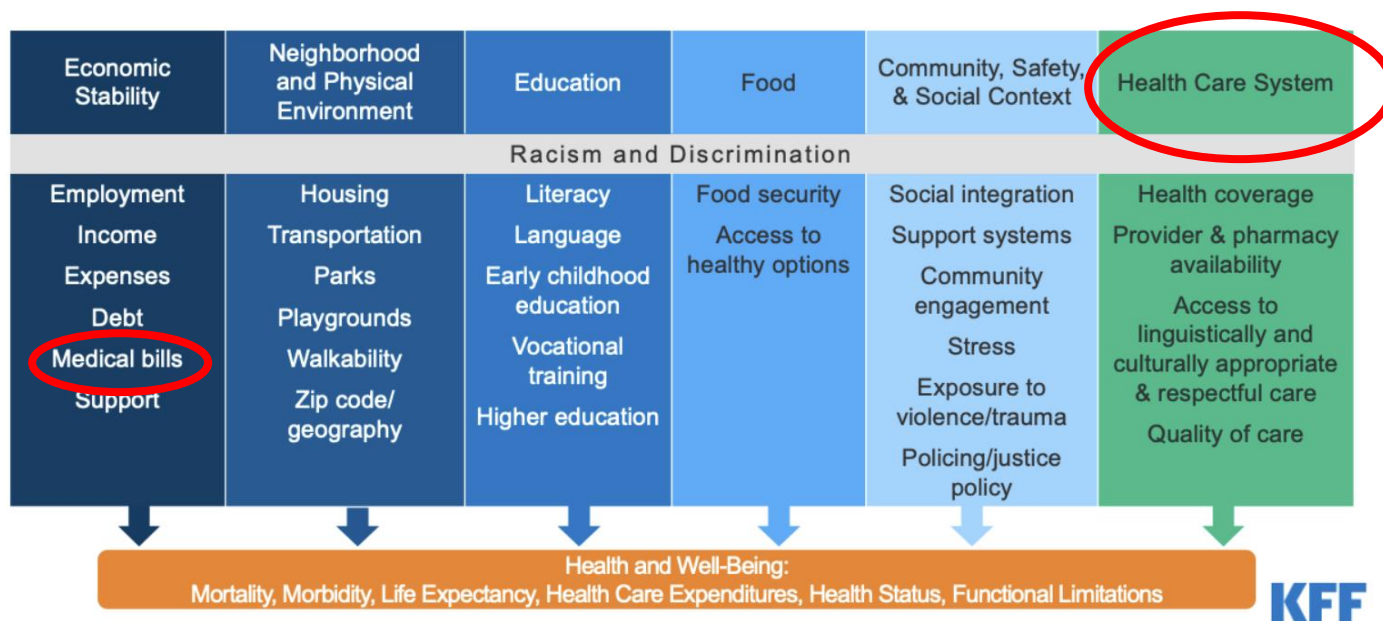 Economic
Stability
Neighborhood
and Physical
Environment
Education
Food
Community, Safety,
& Social Context
Health Care System
Racism and Discrimination
Employment
Income
Expenses
Debt
Medical bills
Support
Housing
Transportation
Parks
Playgrounds
Walkability
Zip code/
geography
Literacy
Language
Early childhood
education
Vocational
training
Higher education
Food security
Access to
healthy options
Social integration
Support systems
Community
engagement
Stress
Exposure to
violence/trauma
Policing/justice
policy
Health coverage
Provider & pharmacy
availability
Access to
linguistically and
culturally appropriate
& respectful care
Quality of care
Health and Well-Being:
Mortality, Morbidity, Life Expectancy, Health Care Expenditures, Health Status, Functional Limitations
KFF